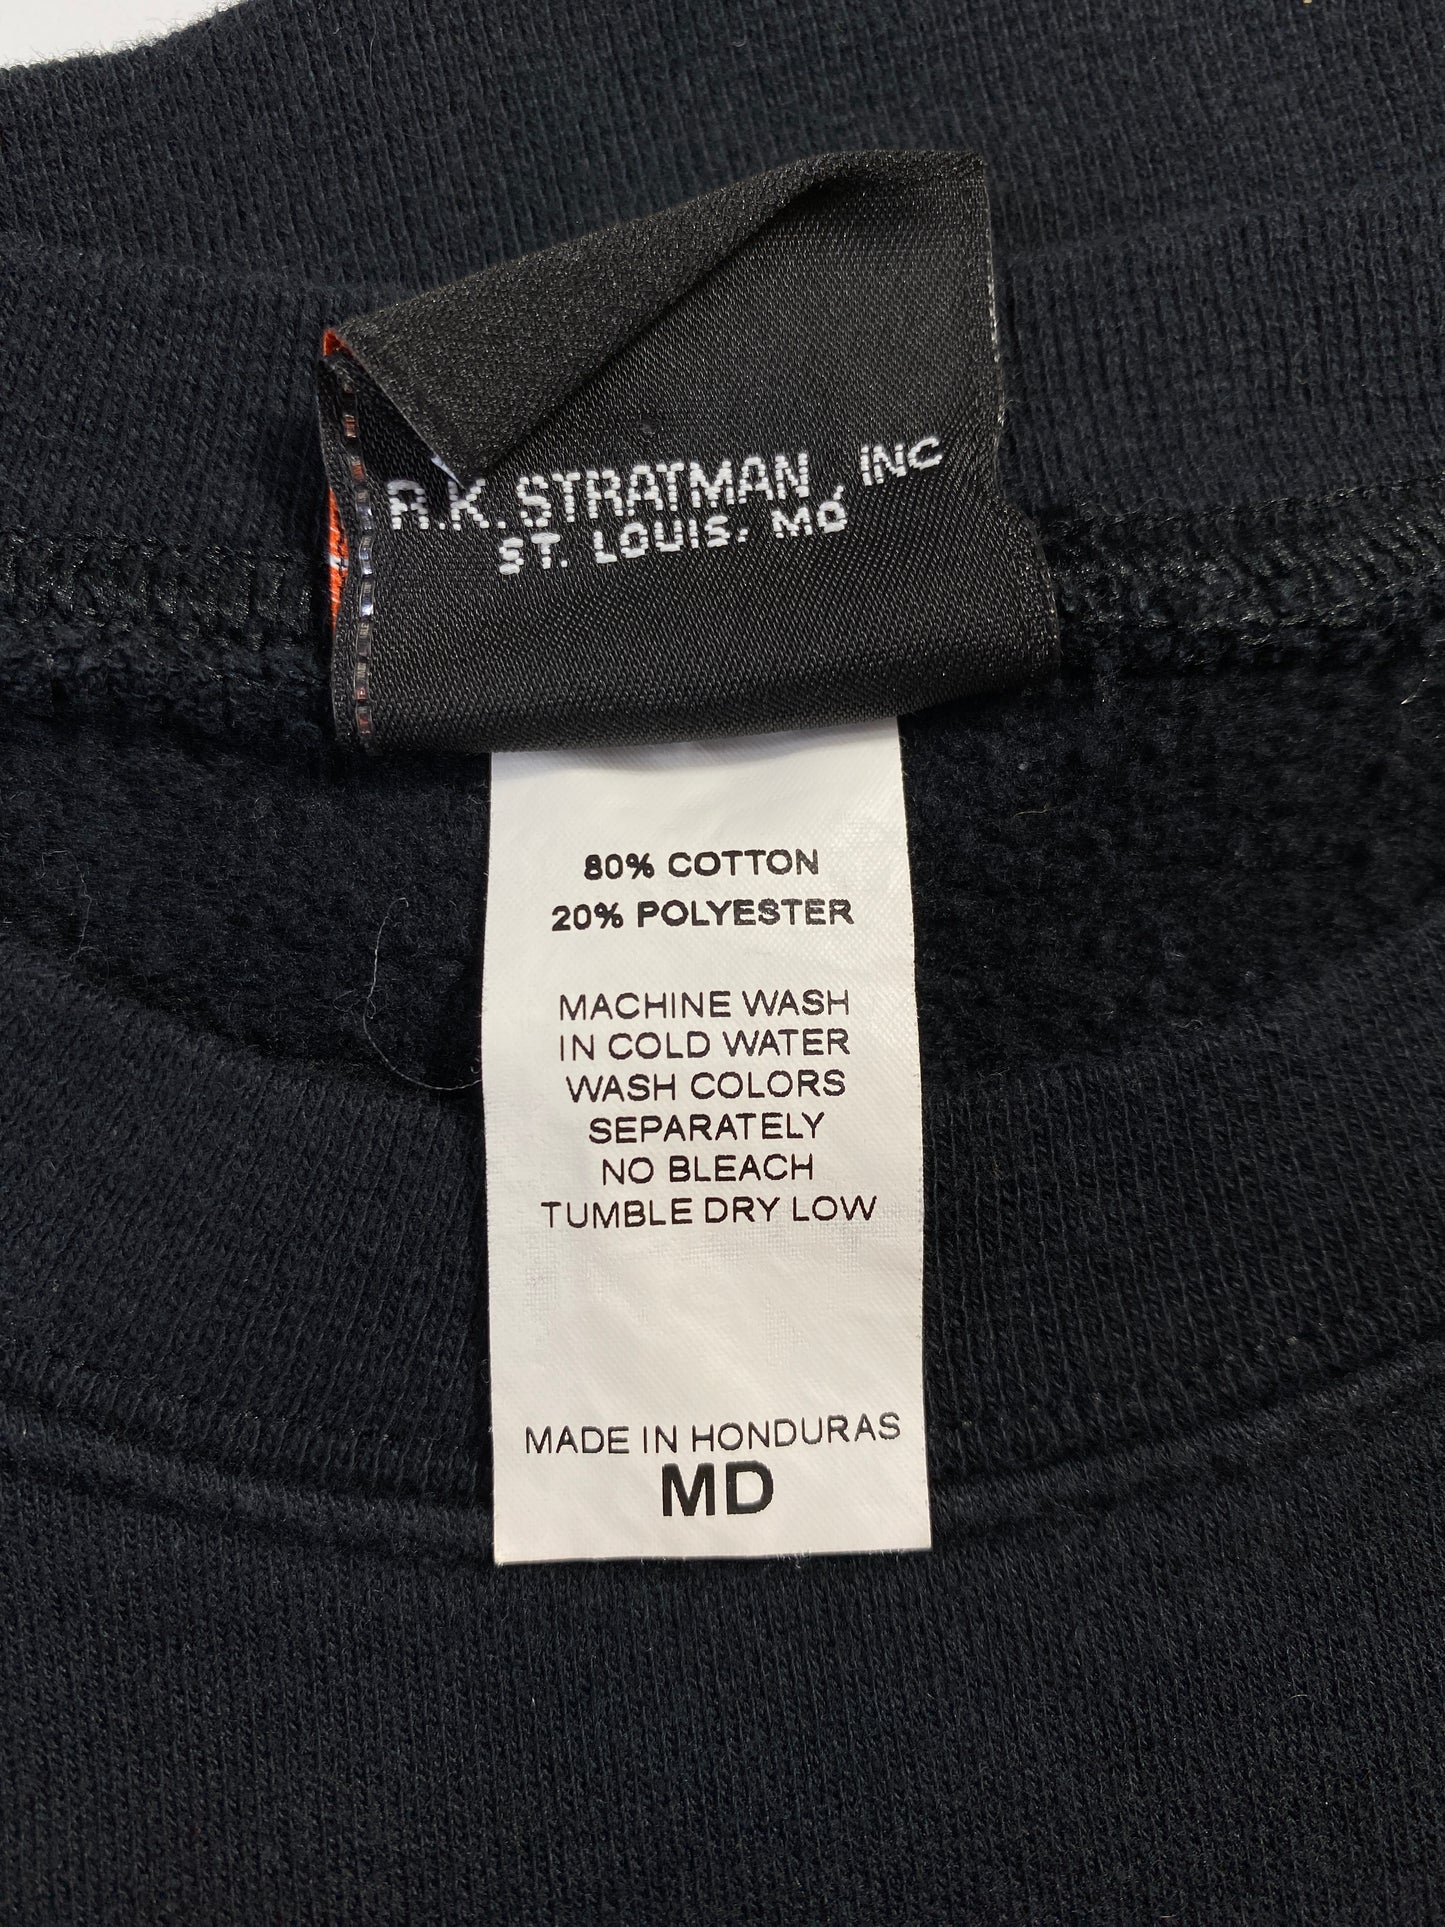 R.K. STRATMAN, INC
ST. LOUIS, MO
80% COTTON
20% POLYESTER
MACHINE WASH
IN COLD WATER
WASH COLORS
SEPARATELY
NO BLEACH
TUMBLE DRY LOW
MADE IN HONDURAS
MD